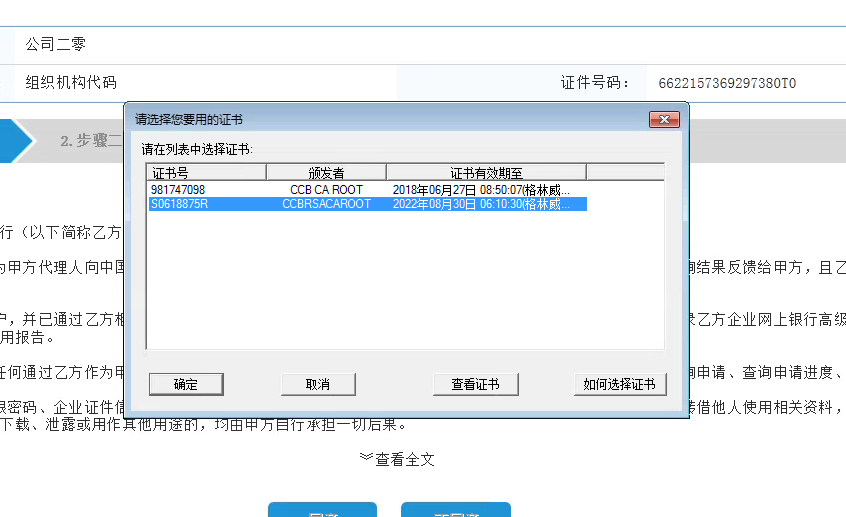 公司二零
组织机构代码 证件号码： 6622157369297380T0
请选择您要用的证书
2. 步骤二
请在列表中选择证书:
证书号 颁发者 证书有效期至
981747098 CCB CA ROOT 2018年06月27日 08:50:07(格林威...
S0618875R CCBRSACAROOT 2022年08月30日 06:10:30(格林威...
行（以下简称乙方
为甲方代理人向中国 询结果反馈给甲方，且乙
户，并已通过乙方相 录乙方企业网上银行高级
用报告。
任何通过乙方作为甲 询申请、查询申请进度、
确定 取消 查看证书 如何选择证书
银密码、企业证件信 转借他人使用相关资料，
下载、泄露或用作其他用途的，均由甲方自行承担一切后果。
查看全文